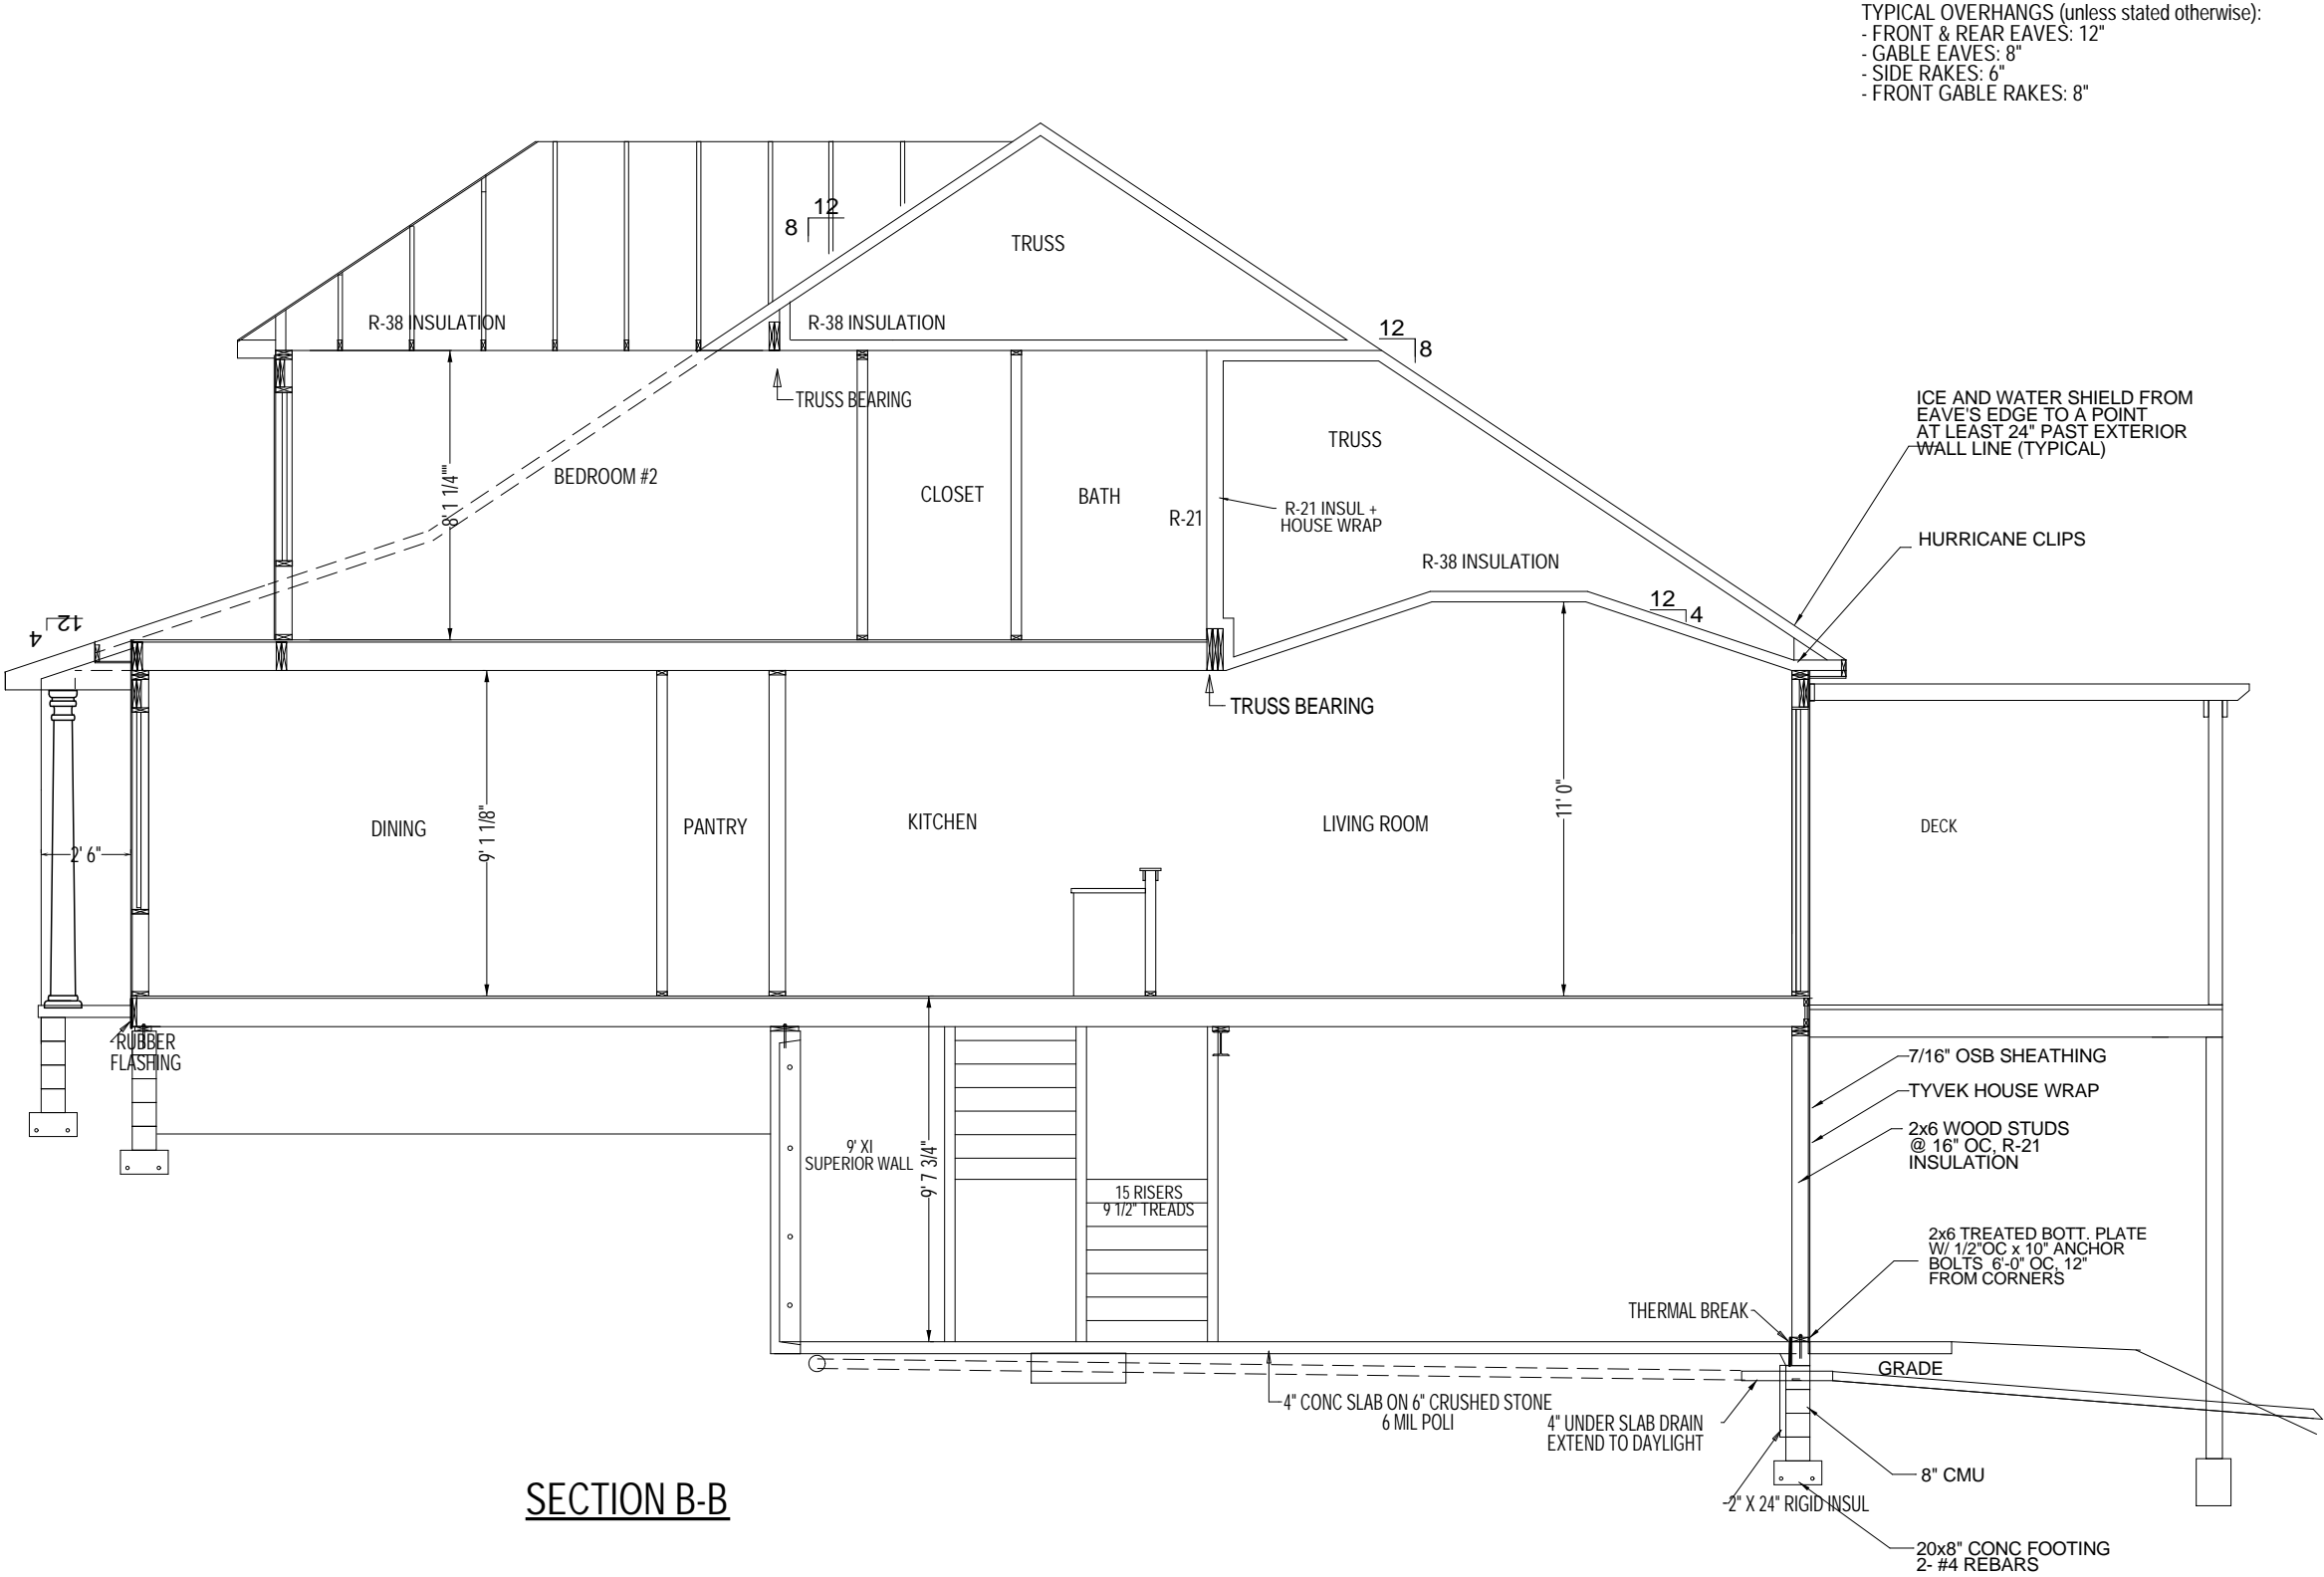 TYPICAL OVERHANGS (unless stated otherwise):
- FRONT & REAR EAVES: 12"
- GABLE EAVES: 8"
- SIDE RAKES: 6"
- FRONT GABLE RAKES: 8"
12
8
TRUSS
R-38 INSULATION
R-38 INSULATION
12
8
TRUSS BEARING
ICE AND WATER SHIELD FROM
EAVE'S EDGE TO A POINT
AT LEAST 24" PAST EXTERIOR
WALL LINE (TYPICAL)
TRUSS
BEDROOM #2
8' 1 1/4""
CLOSET
BATH
R-21
R-21 INSUL +
HOUSE WRAP
HURRICANE CLIPS
R-38 INSULATION
12
4
12
4
TRUSS BEARING
DINING
9' 1 1/8"
PANTRY
KITCHEN
LIVING ROOM
11' 0"
DECK
2' 6"
RUBBER
FLASHING
7/16" OSB SHEATHING
TYVEK HOUSE WRAP
2x6 WOOD STUDS
@ 16" OC, R-21
INSULATION
9' XI
SUPERIOR WALL
9' 7 3/4"
15 RISERS
9 1/2" TREADS
2x6 TREATED BOTT. PLATE
W/ 1/2"OC x 10" ANCHOR
BOLTS 6'-0" OC, 12"
FROM CORNERS
THERMAL BREAK
GRADE
4" CONC SLAB ON 6" CRUSHED STONE
6 MIL POLI
4" UNDER SLAB DRAIN
EXTEND TO DAYLIGHT
8" CMU
2" X 24" RIGID INSUL
SECTION B-B
20x8" CONC FOOTING
2- #4 REBARS